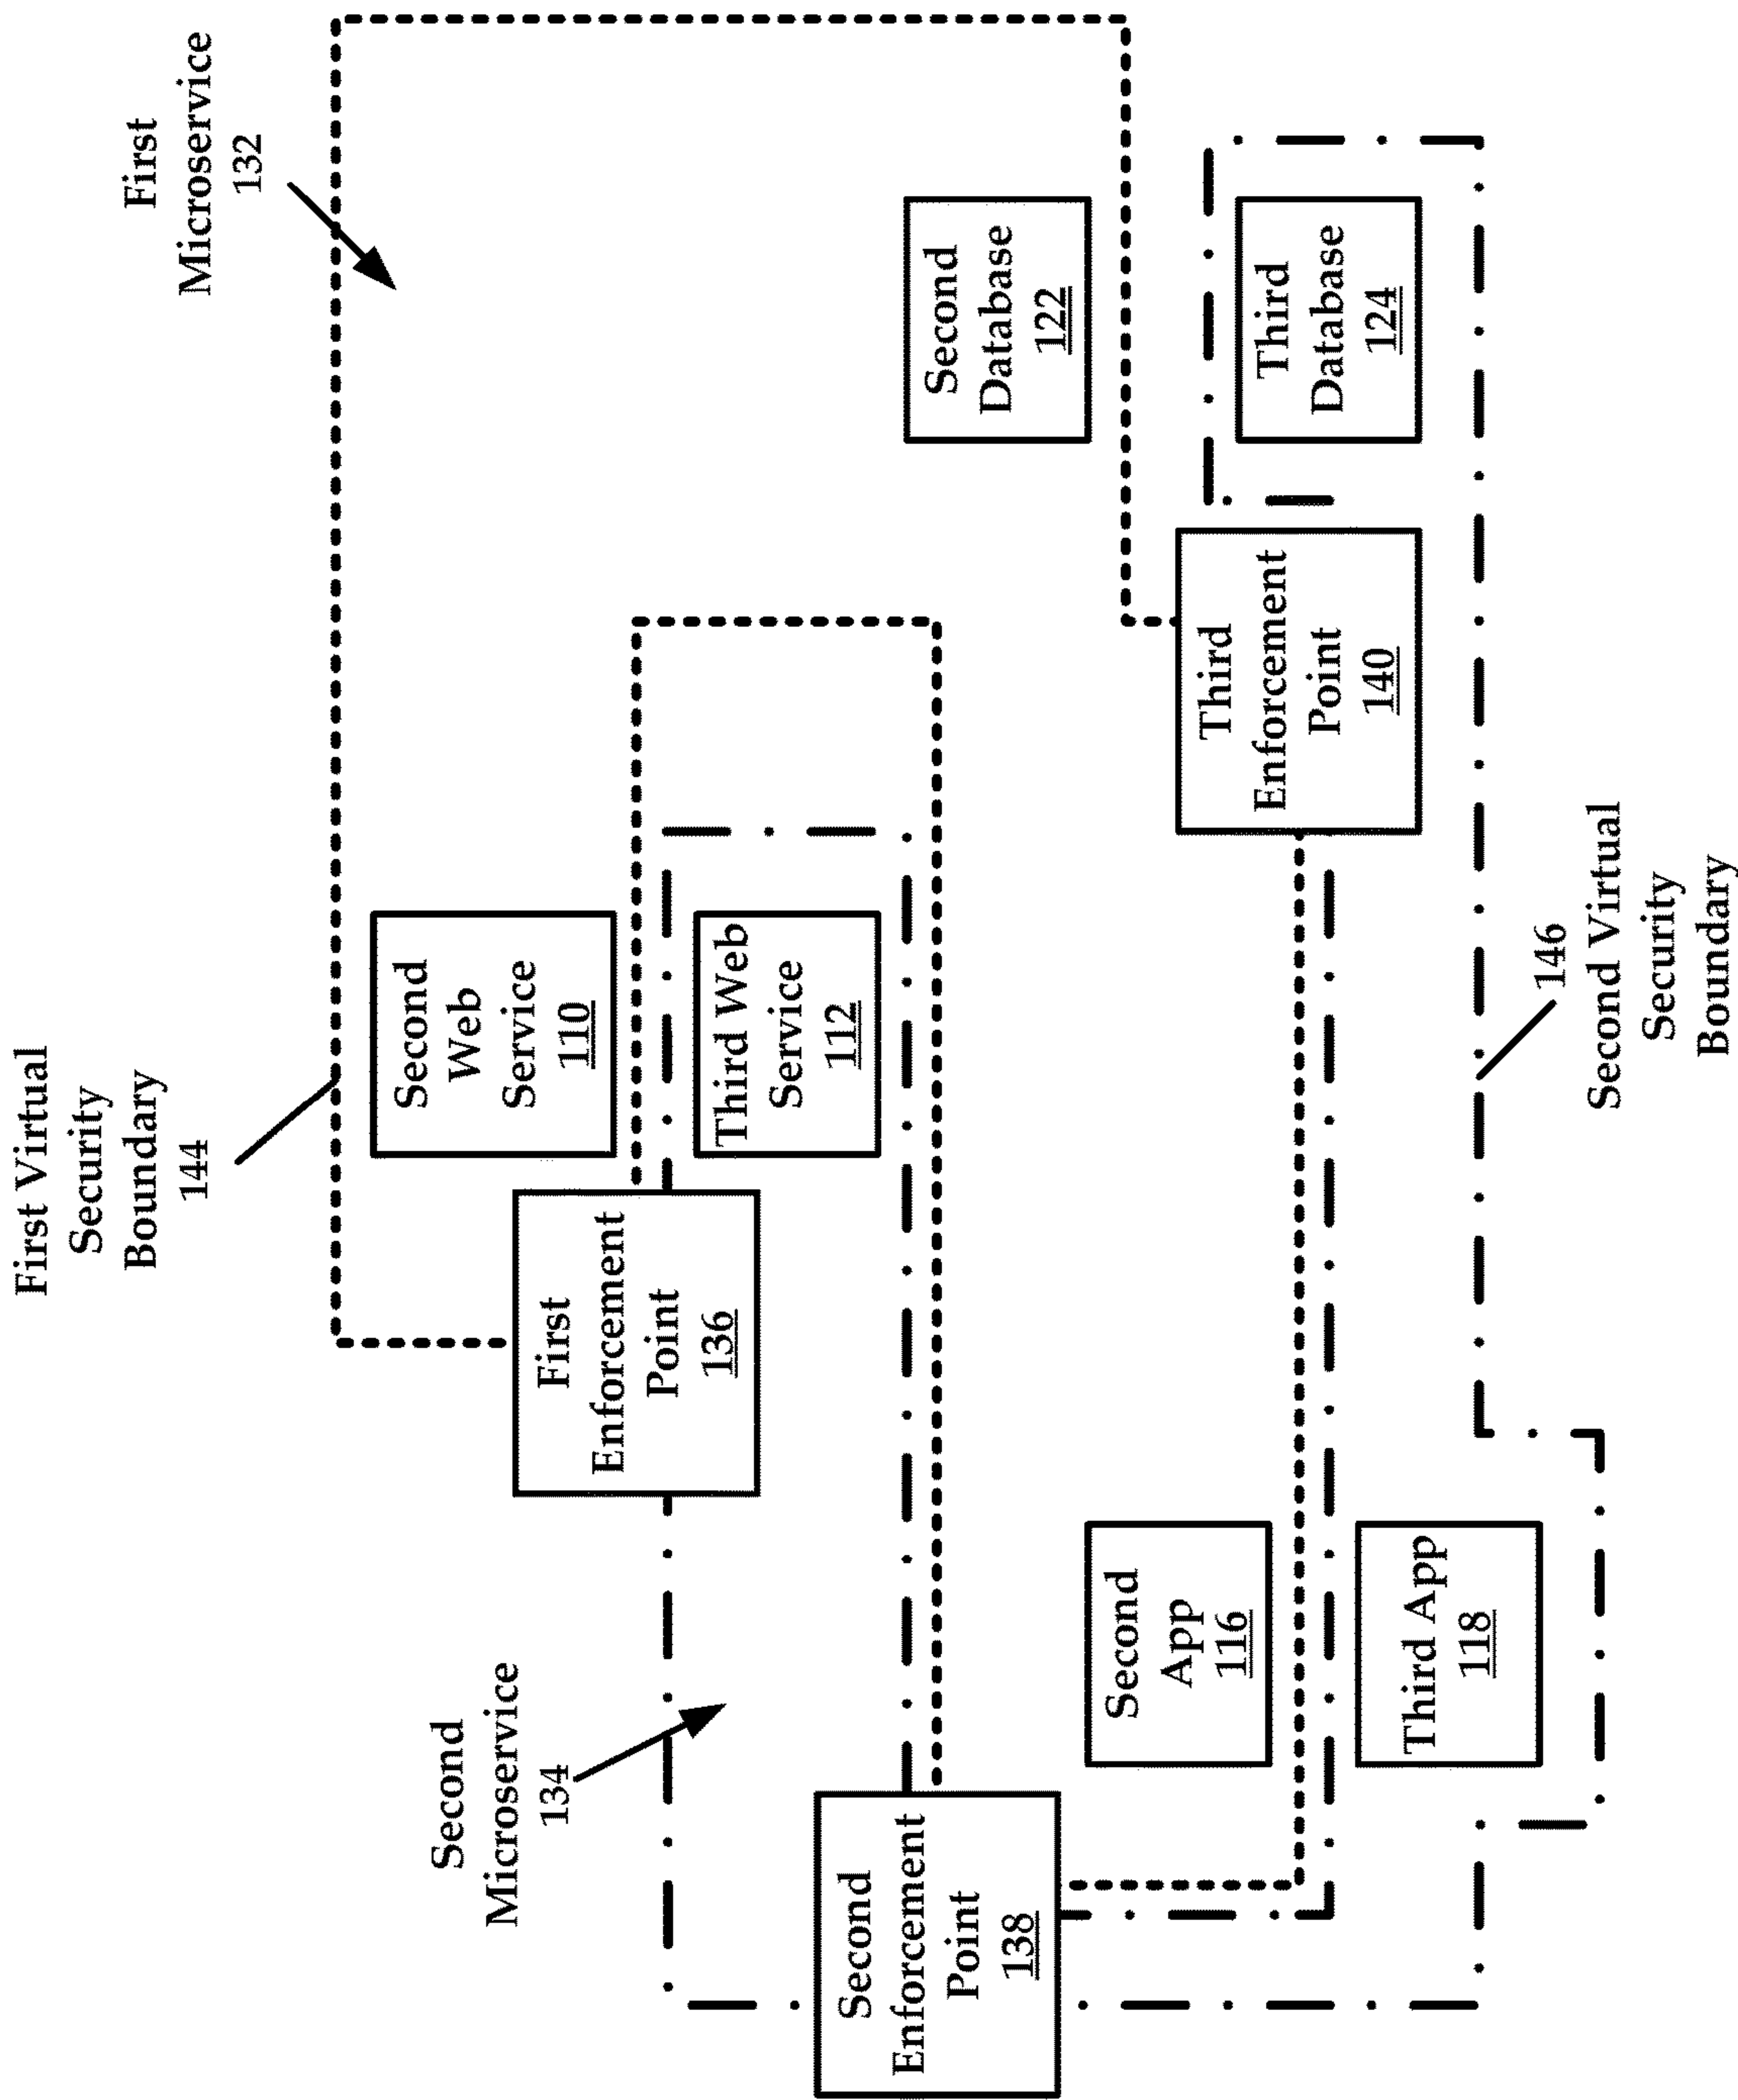 First
Microservice
132
First Virtual
Security
Boundary
144
Second
Web
Service
110
Third Web
Service
112
First
Enforcement
Point
136
Second
Database
122
Third
Database
124
Third
Enforcement
Point
140
Second
Microservice
134
Second
Enforcement
Point
138
Second
App
116
Third App
118
146
Second Virtual
Security
Boundary